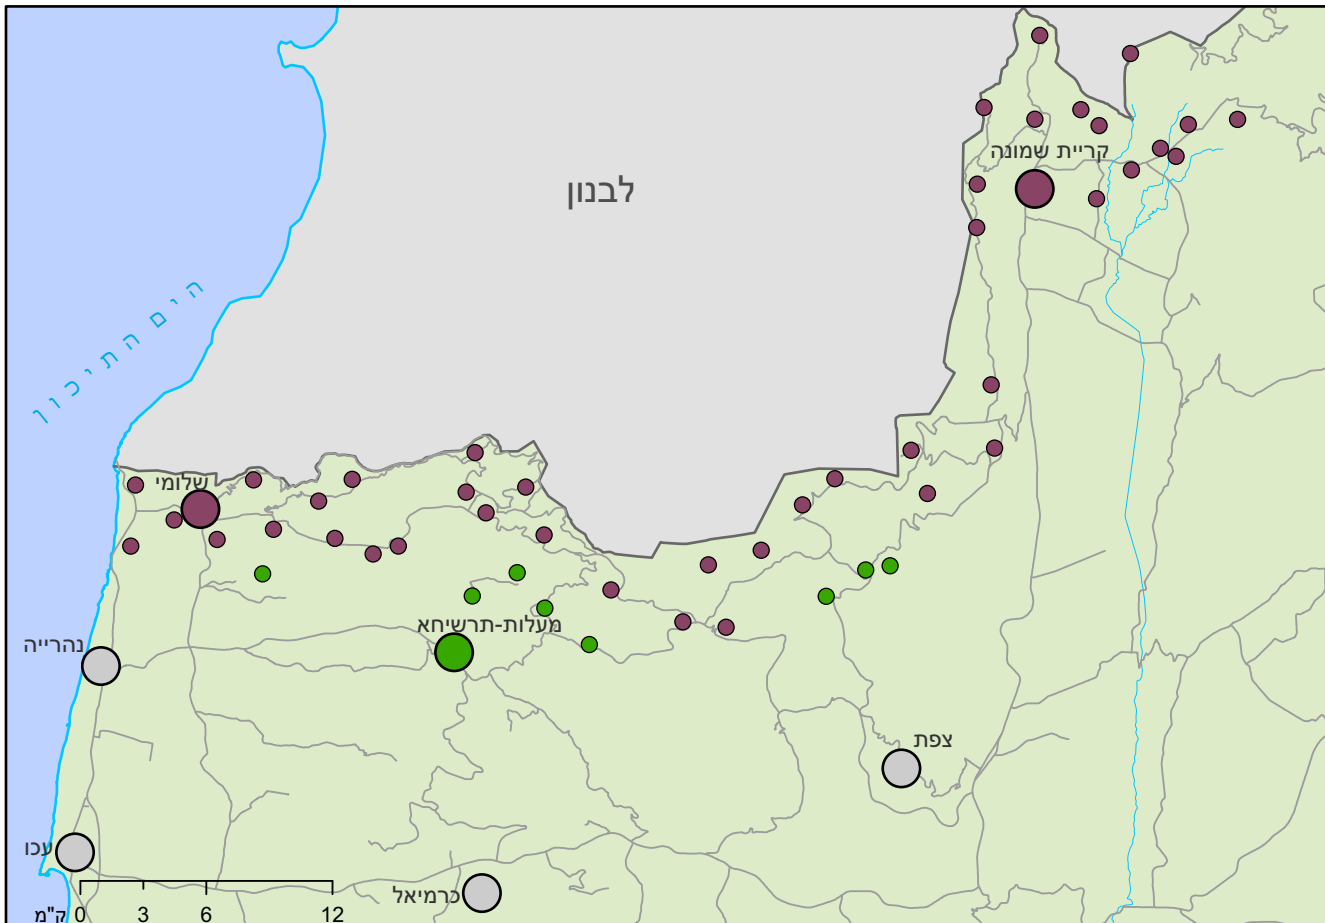 קריית שמונה
לבנון
הים התיכון
שלומי
מעלות-תרשיחא
נהרייה
צפת
עכו
כרמיאל
ק"מ 0 3 6 12